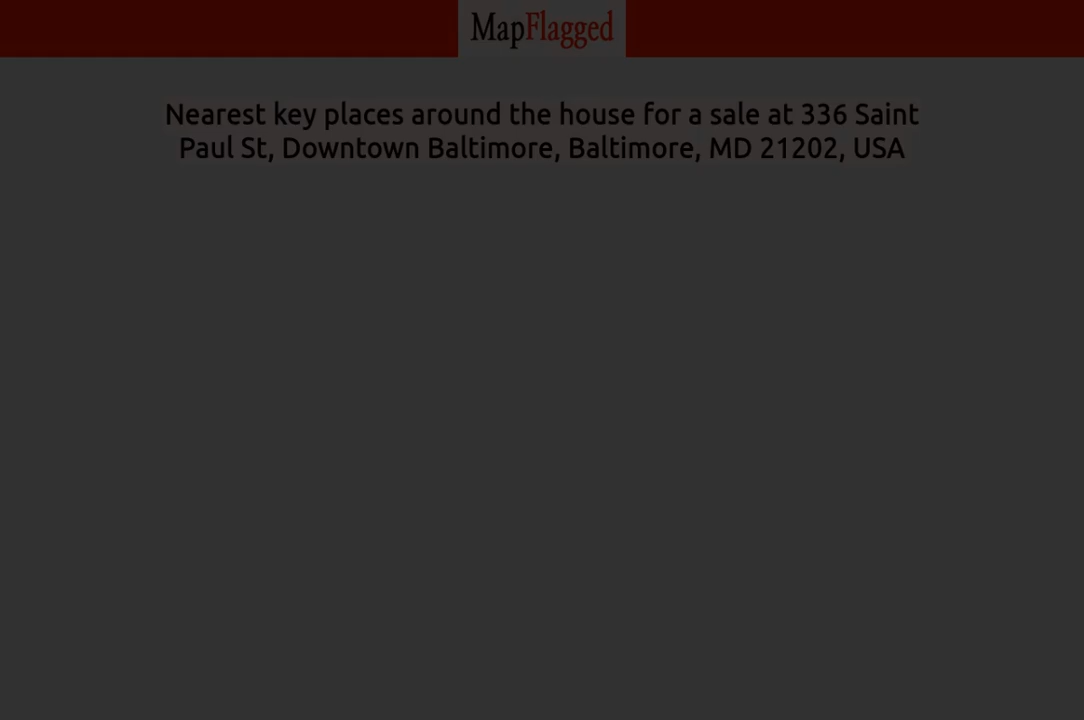 MapFlagged
Nearest key places around the house for a sale at 336 Saint
Paul St, Downtown Baltimore, Baltimore, MD 21202, USA